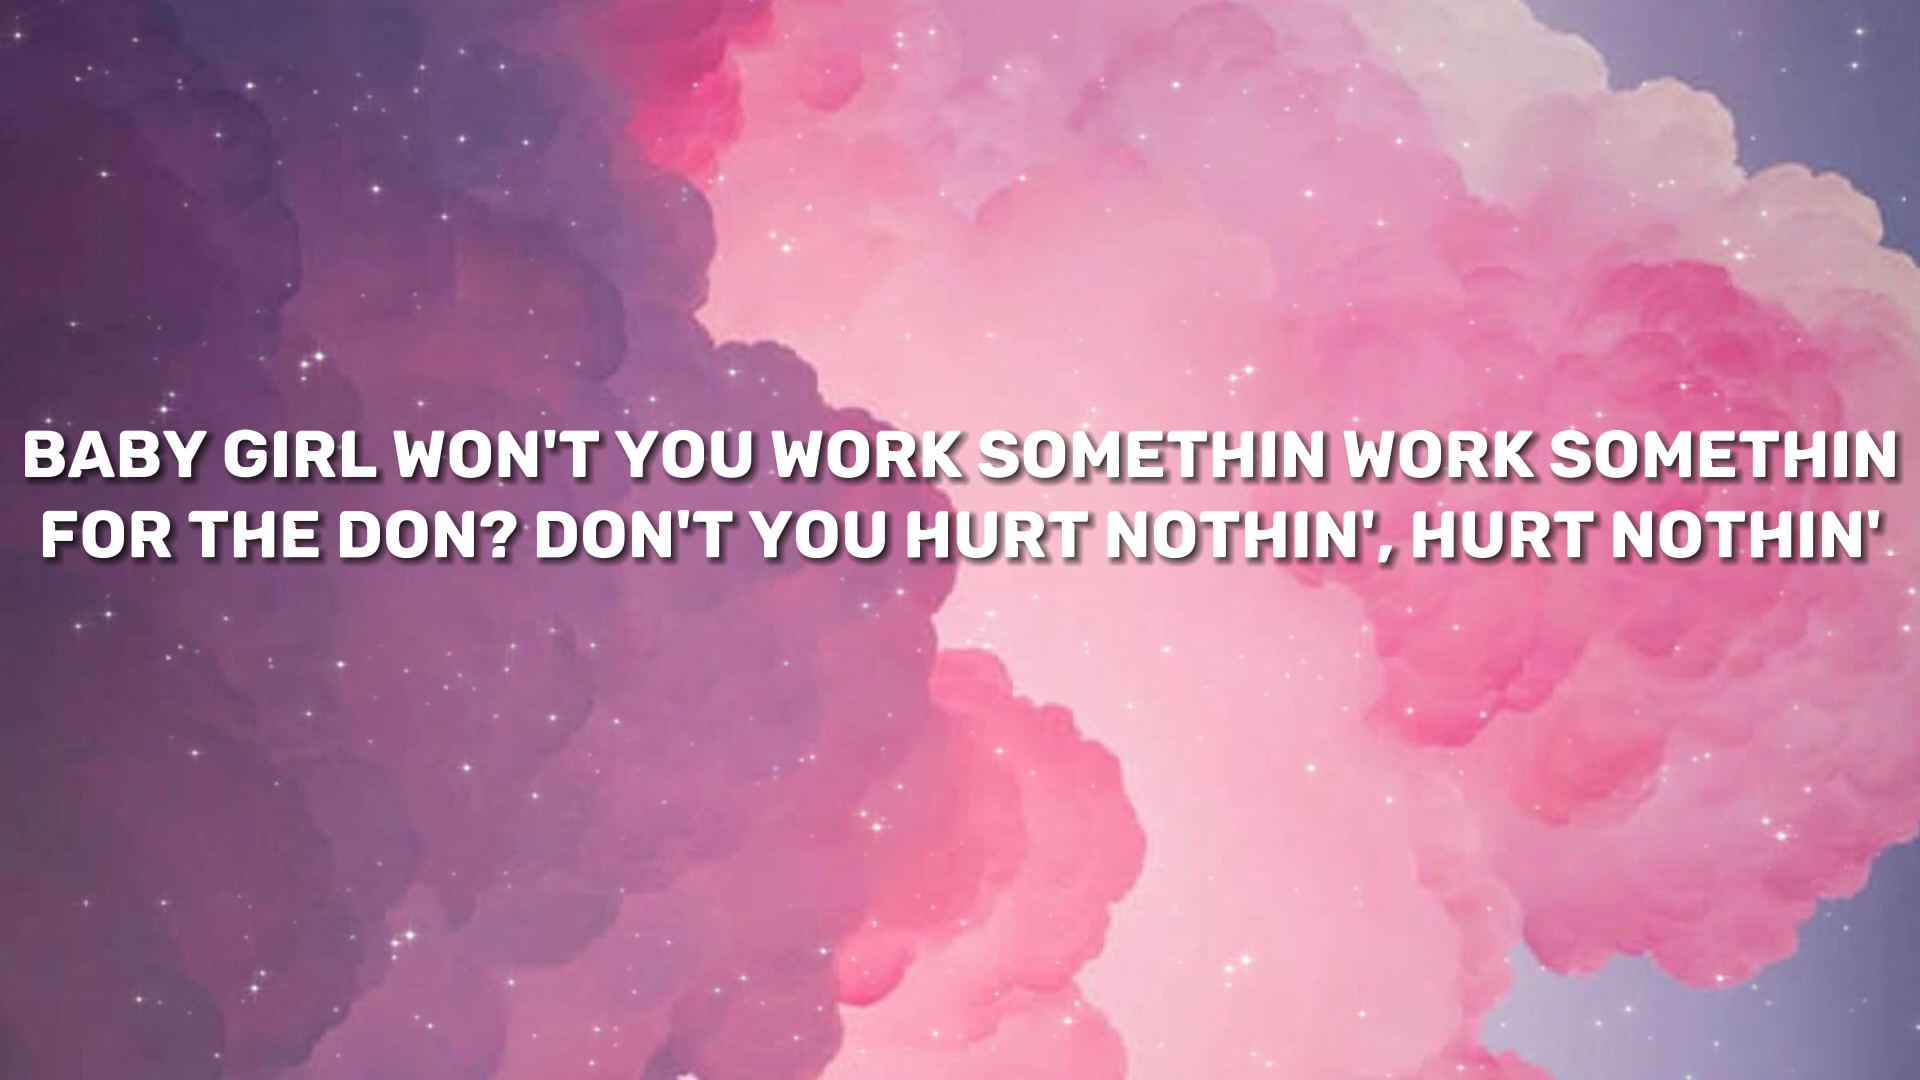 BABY GIRL WON'T YOU WORK SOMETHIN WORK SOMETHIN
FOR THE DON? DON'T YOU HURT NOTHIN', HURT NOTHIN'